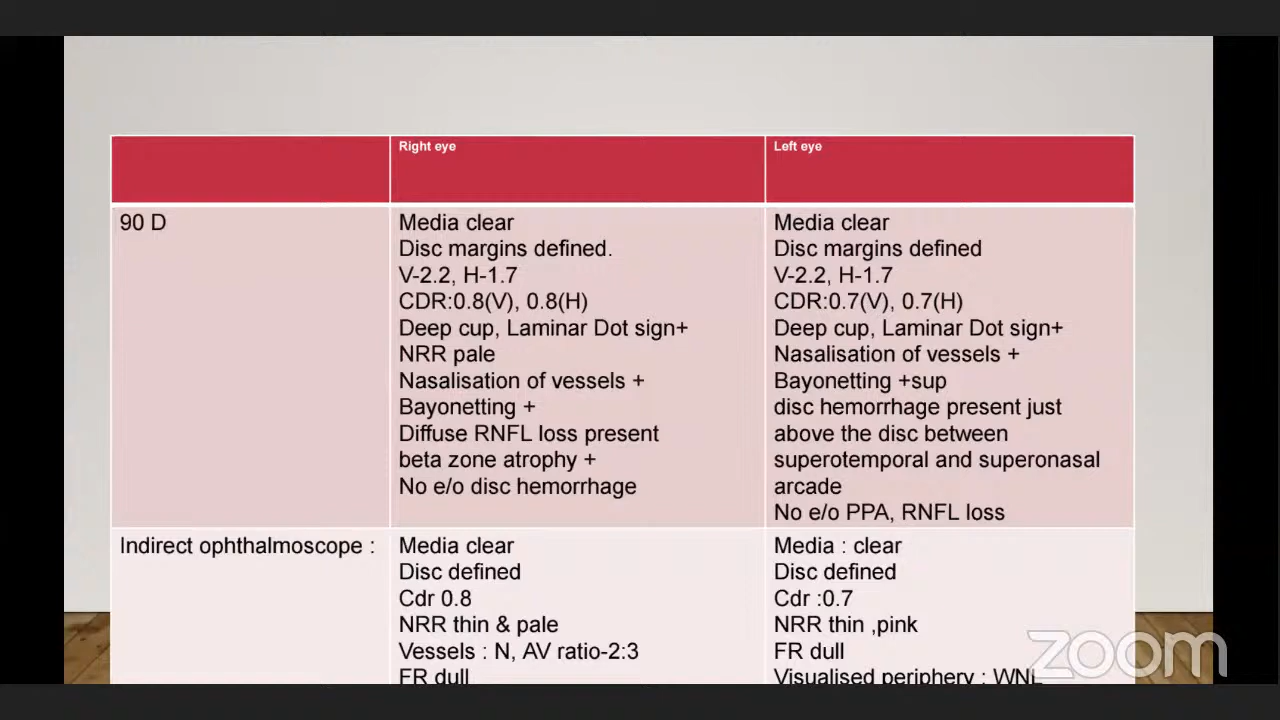 Right eye
Left eye
90 D
Media clear
Disc margins defined.
V-2.2, H-1.7
CDR:0.8(V), 0.8(H)
Deep cup, Laminar Dot sign+
NRR pale
Nasalisation of vessels +
Bayonetting +
Diffuse RNFL loss present
beta zone atrophy +
No e/o disc hemorrhage
Media clear
Disc margins defined
V-2.2, H-1.7
CDR:0.7(V), 0.7(H)
Deep cup, Laminar Dot sign+
Nasalisation of vessels +
Bayonetting +sup
disc hemorrhage present just
above the disc between
superotemporal and superonasal
arcade
No e/o PPA, RNFL loss
Indirect ophthalmoscope :
Media clear
Disc defined
Cdr 0.8
NRR thin & pale
Vessels : N, AV ratio-2:3
FR dull
Media : clear
Disc defined
Cdr :0.7
NRR thin ,pink
FR dull
Visualised periphery : WNL
zoom